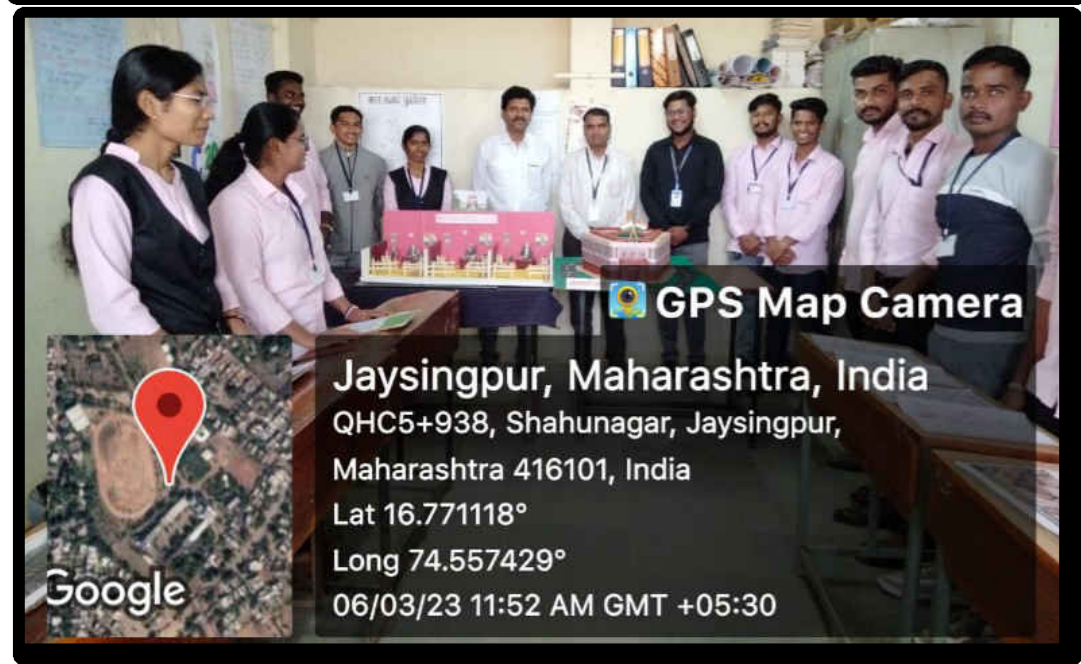 GPS Map Camera
Jaysingpur, Maharashtra, India
QHC5+938, Shahunagar, Jaysingpur,
Maharashtra 416101, India
Lat 16.771118°
Long 74.557429°
06/03/23 11:52 AM GMT +05:30
Google